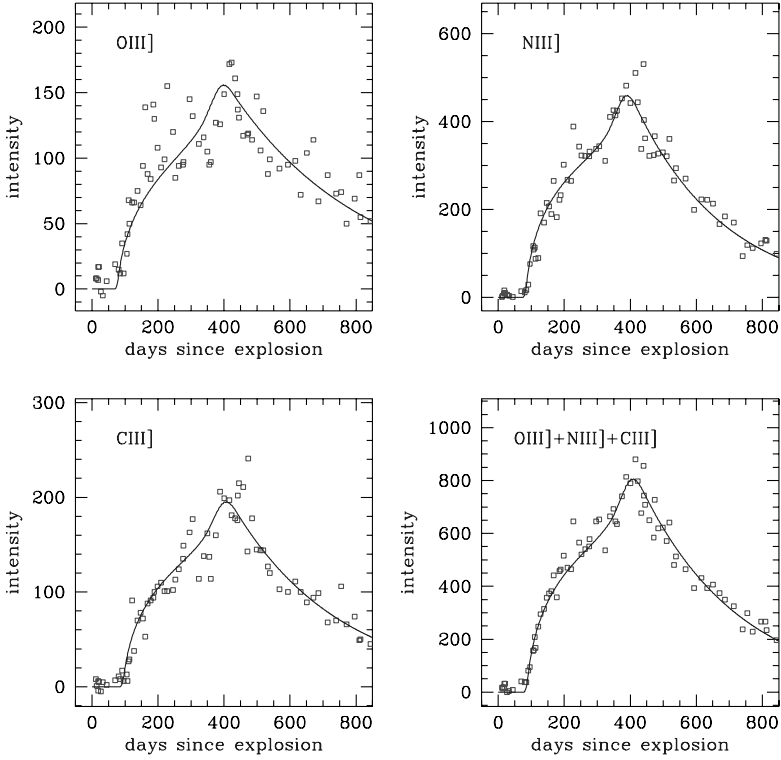 200
150
100
50
0
intensity
OIII]
0 200 400 600 800
days since explosion
600
400
200
0
intensity
NIII]
0 200 400 600 800
days since explosion
300
200
100
0
intensity
CIII]
0 200 400 600 800
days since explosion
1000
800
600
400
200
0
intensity
OIII]+NIII]+CIII]
0 200 400 600 800
days since explosion